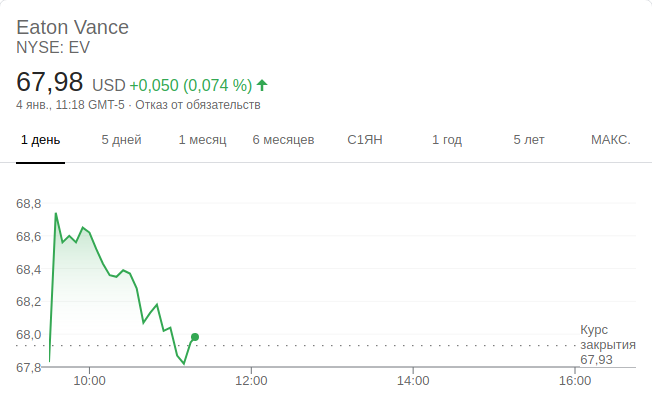 Eaton Vance
NYSE: EV
67,98 USD +0,050 (0,074 %)
4 янв., 11:18 GMT-5 · Отказ от обязательств
1 день 5 дней 1 месяц 6 месяцев С1ЯН 1 год 5 лет МАКС.
68,8
68,6
68,4
68,2
68,0
Курс
закрытия
67,93
67,8
10:00 12:00 14:00 16:00